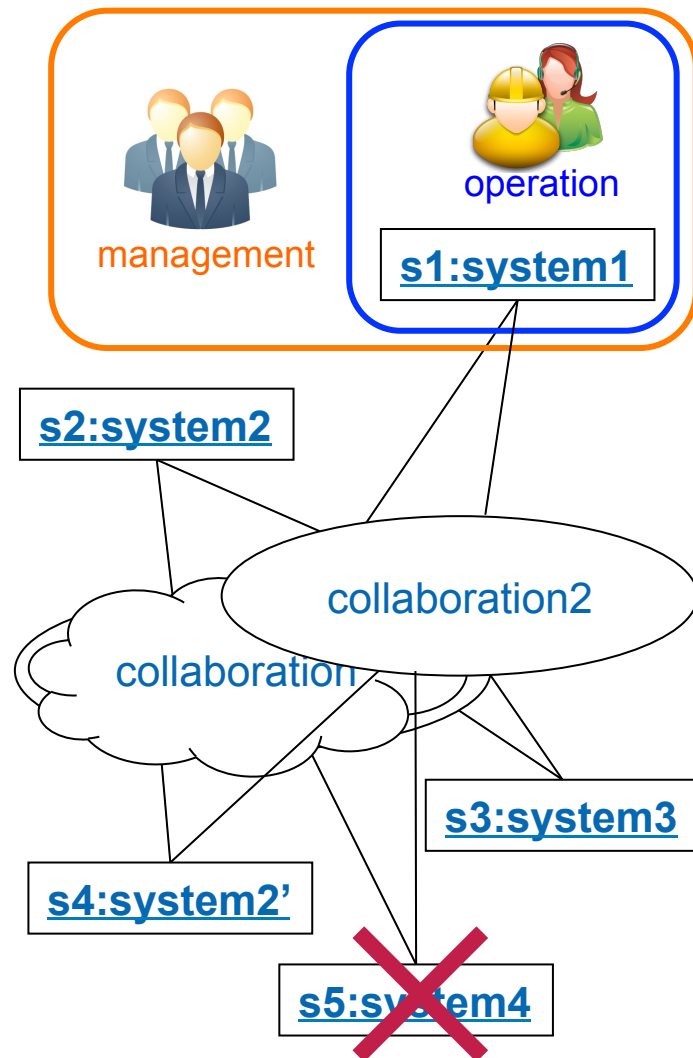 operation
management
s1:system1
s2:system2
collaboration2
collaboration
s3:system3
s4:system2’
s5:system4